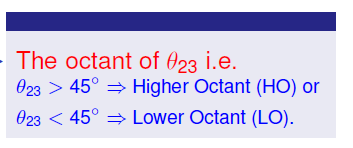 The octant of θ23 i.e.
θ23 > 45° ⇒ Higher Octant (HO) or
θ23 < 45° ⇒ Lower Octant (LO).